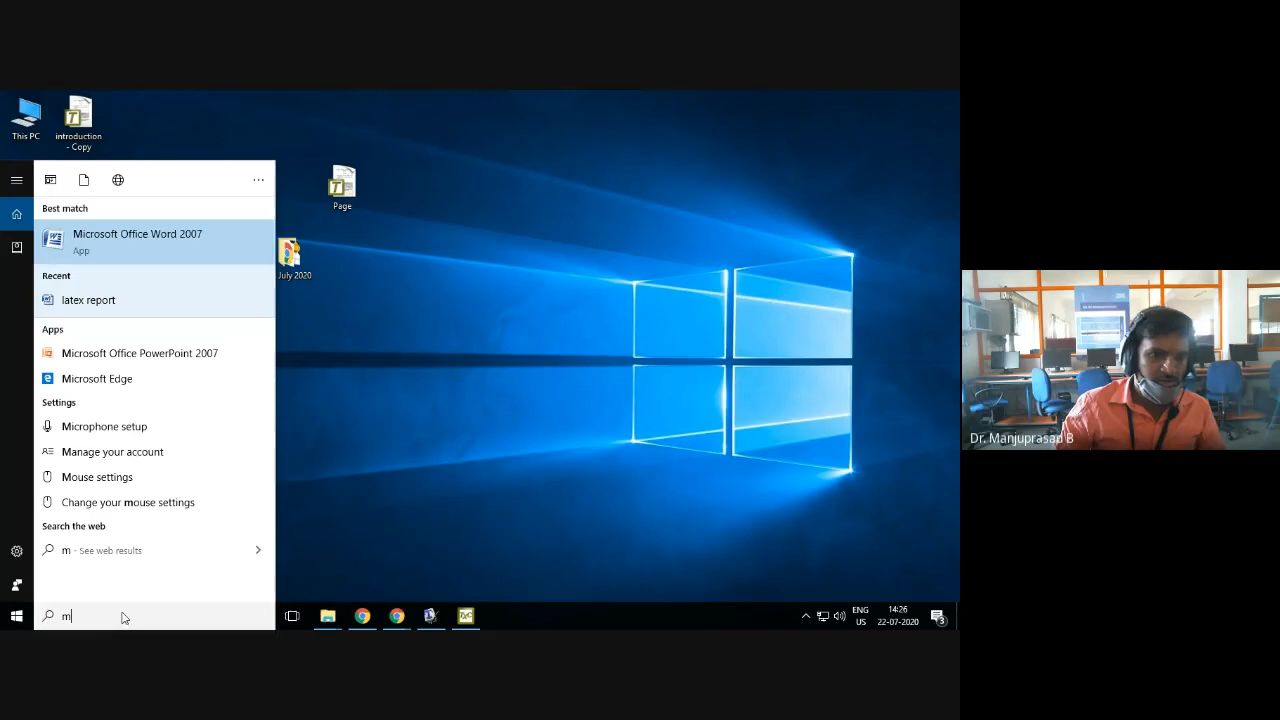 This PC
introduction
- Copy
Page
July 2020
Best match
Microsoft Office Word 2007
App
Recent
latex report
Apps
Microsoft Office PowerPoint 2007
Microsoft Edge
Settings
Microphone setup
Manage your account
Mouse settings
Change your mouse settings
Search the web
m - See web results
m
ENG
US
14:26
22-07-2020
3
Dr. Manjuprasad B